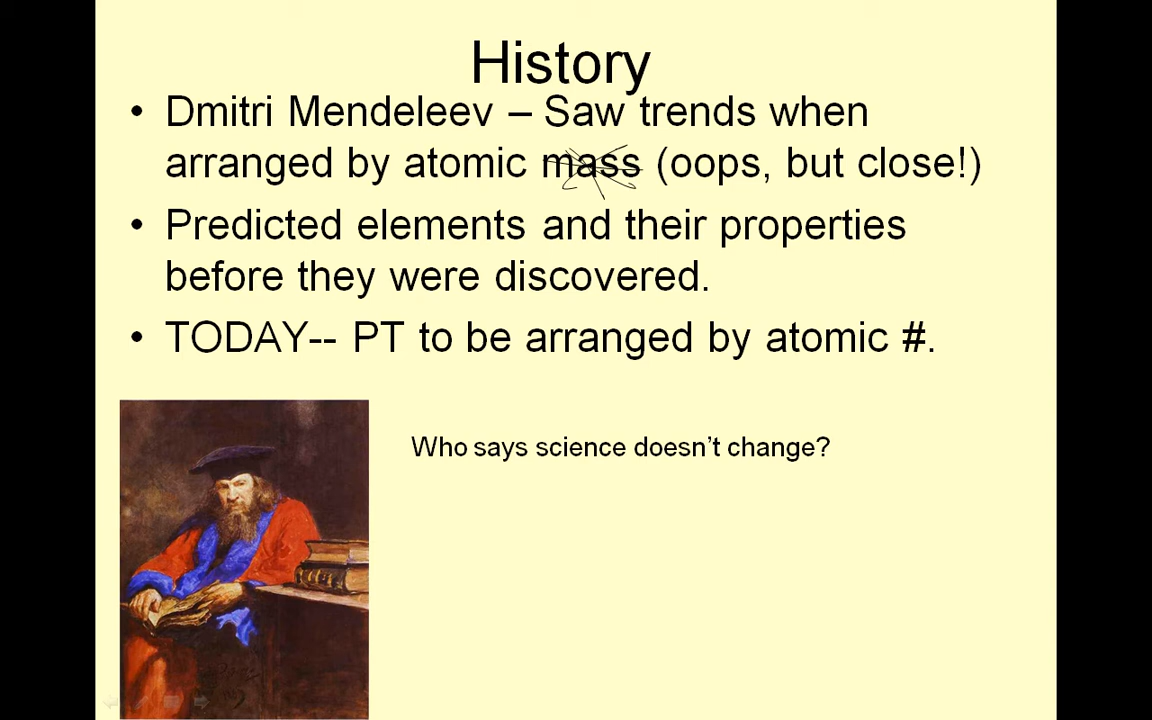 History
• Dmitri Mendeleev – Saw trends when
arranged by atomic mass (oops, but close!)
• Predicted elements and their properties
before they were discovered.
• TODAY-- PT to be arranged by atomic #.
Who says science doesn't change?